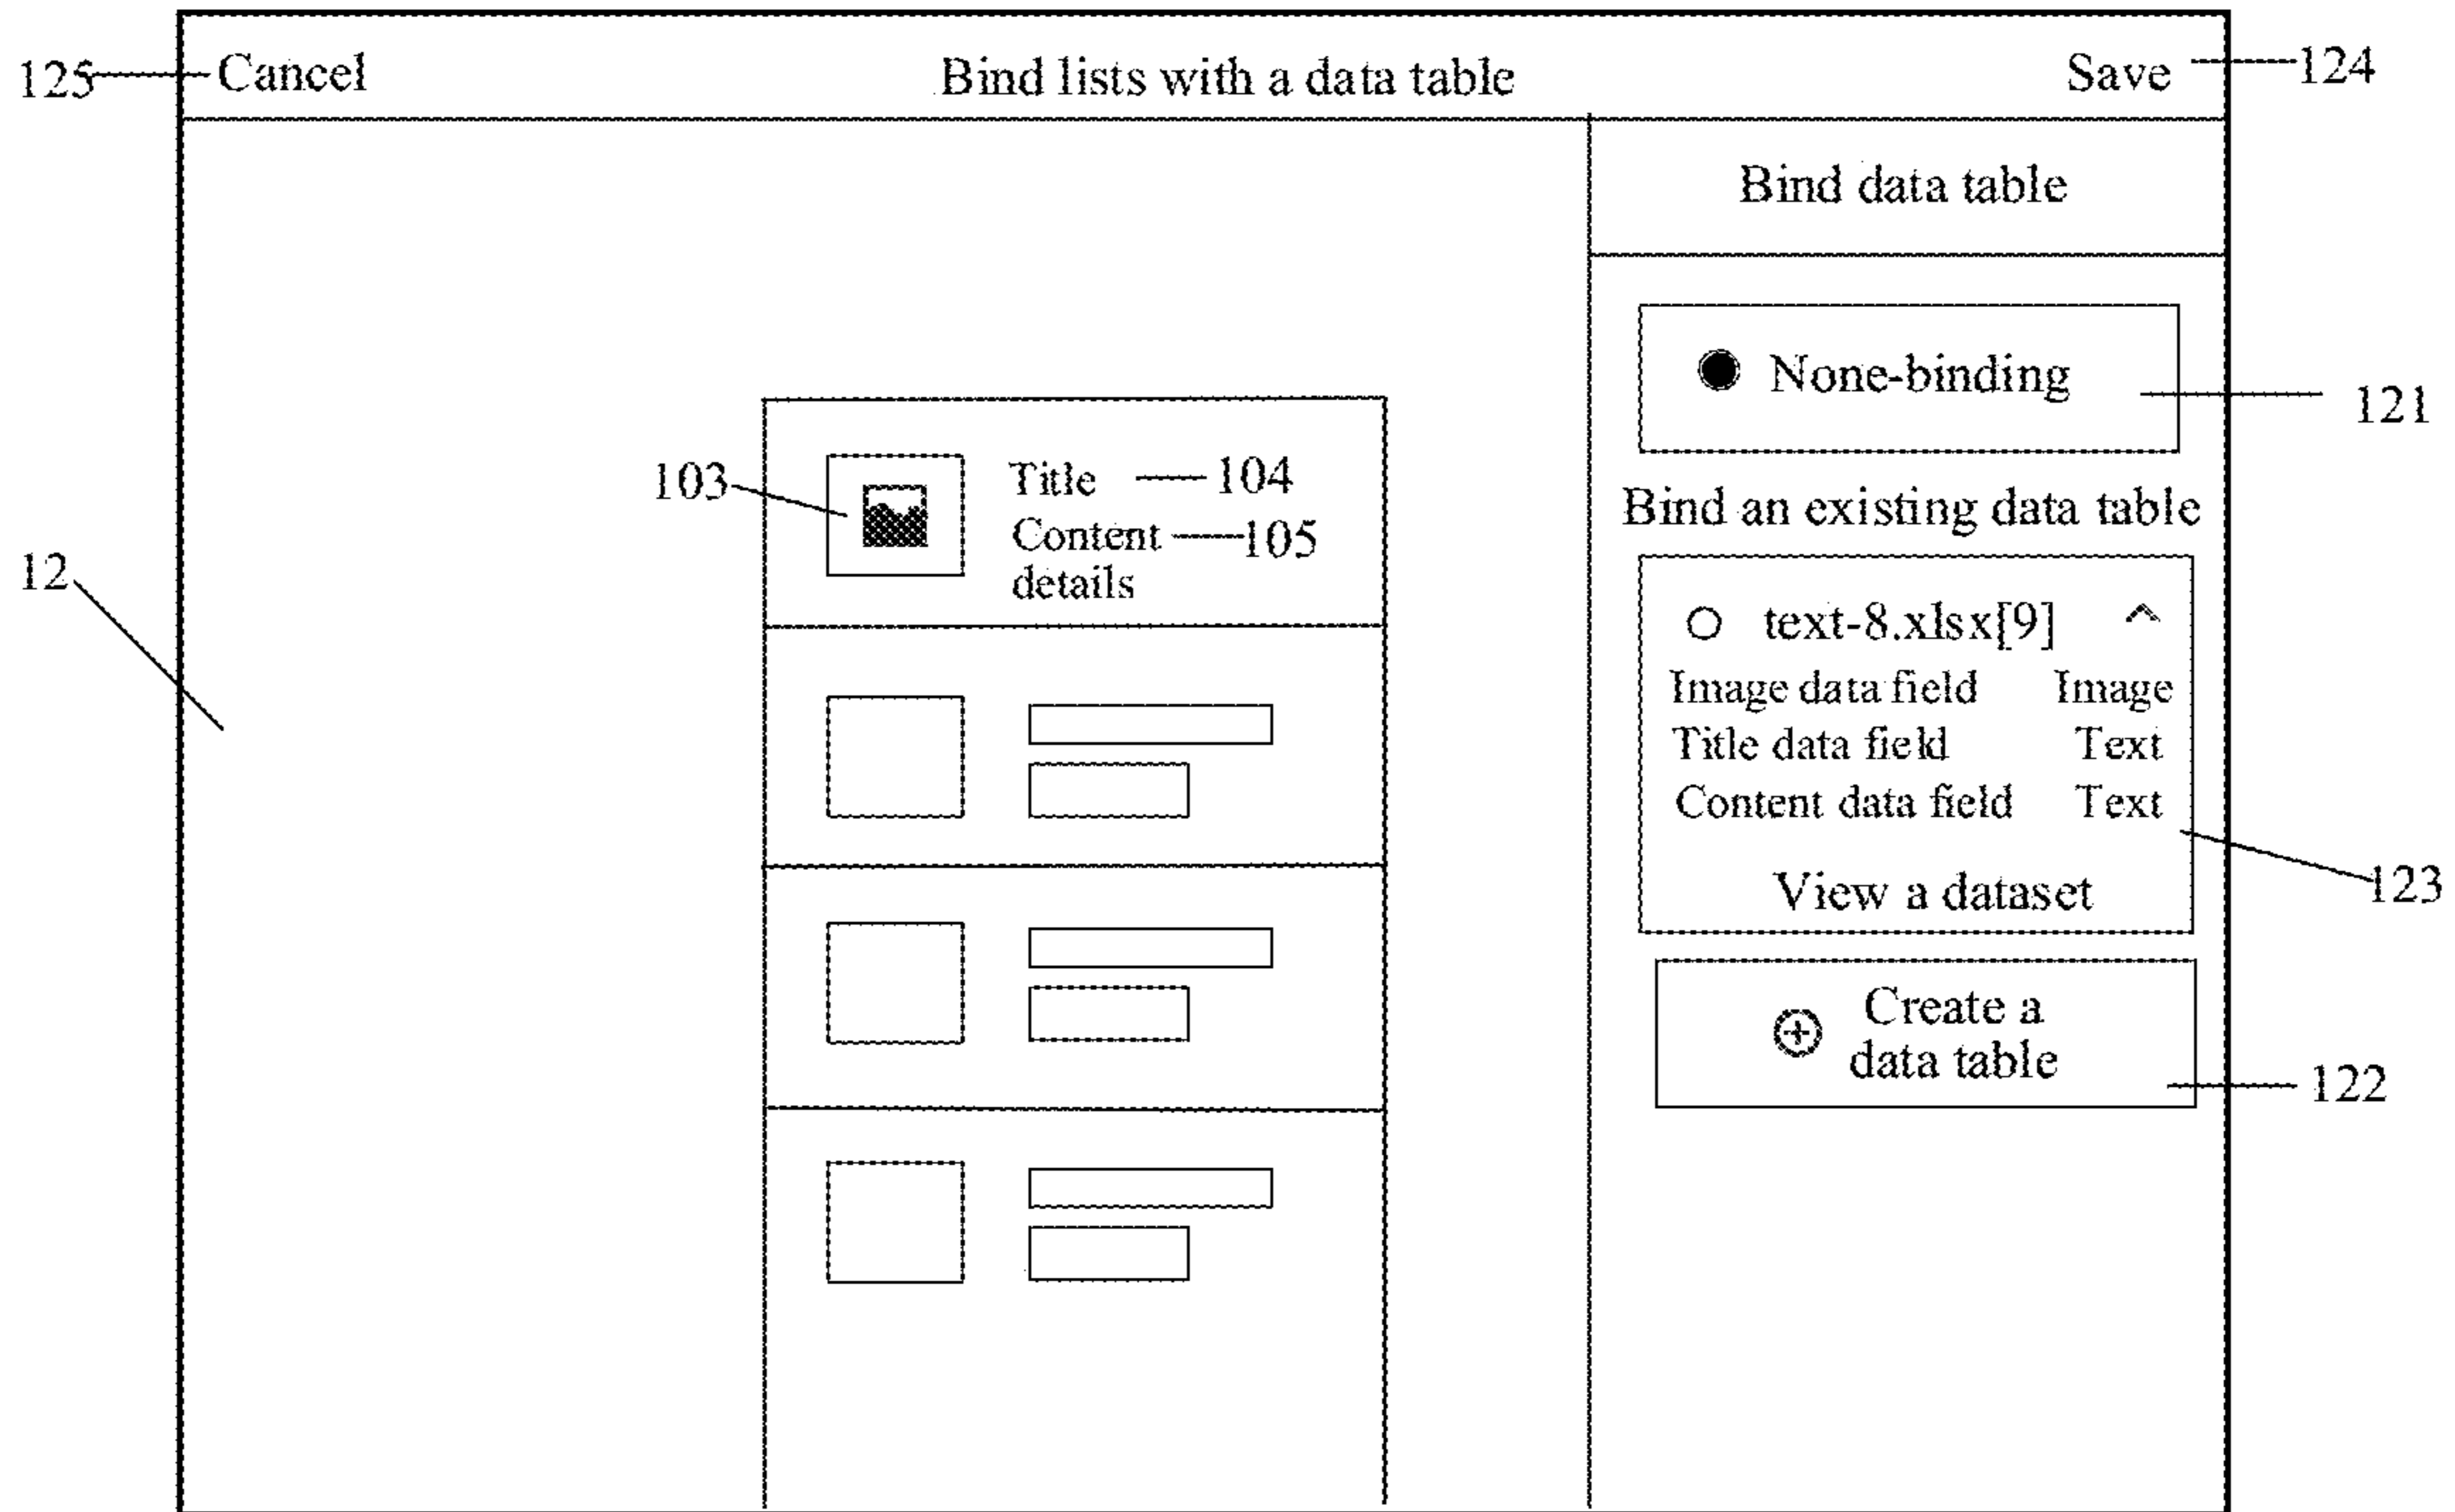 125 Cancel Bind lists with a data table Save 124
Bind data table
None-binding
121
103 Title 104
Content 105
details
12
Bind an existing data table
text-8.xlsx[9] ^
Image data field Image
Title data field Text
Content data field Text
View a dataset
123
Create a
data table
122